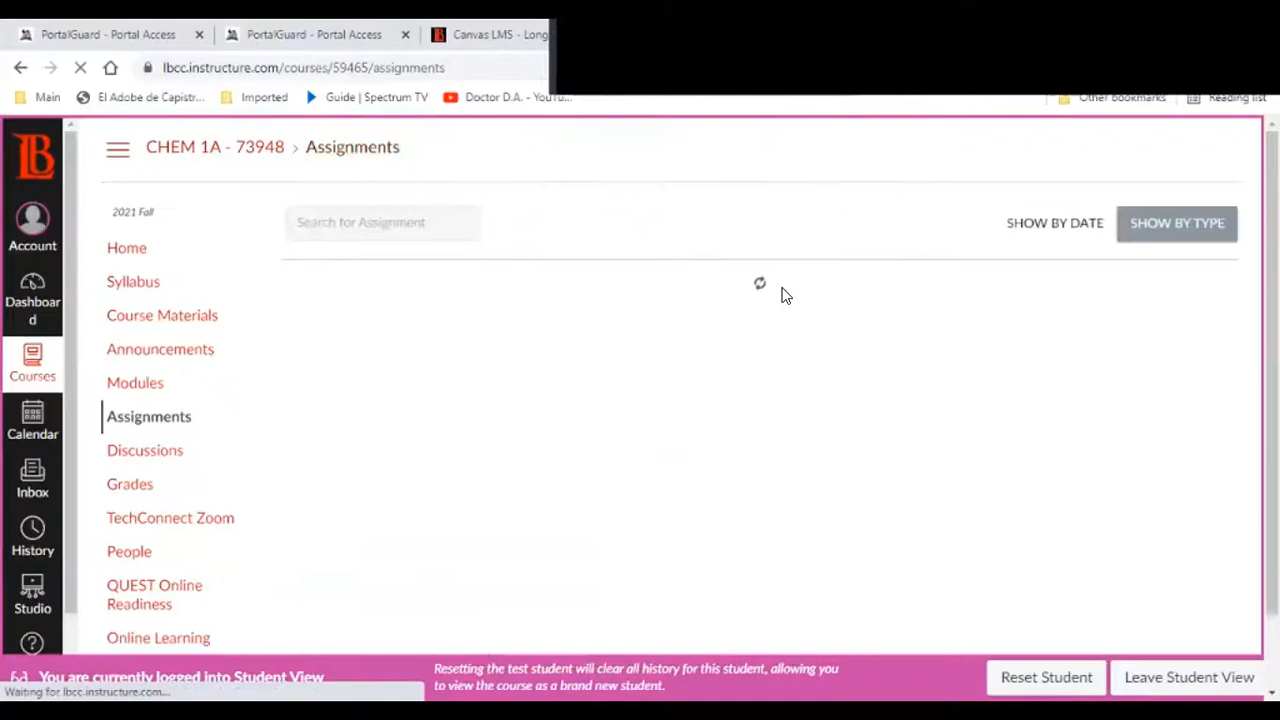 PortalGuard - Portal Access
PortalGuard - Portal Access
Canvas LMS - Long
lbcc.instructure.com/courses/59465/assignments
Main
El Adobe de Capistr...
Imported
Guide | Spectrum TV
Doctor D.A. - YouTu...
Other bookmarks
Reading list
LB
CHEM 1A - 73948 › Assignments
2021 Fall
Search for Assignment
SHOW BY DATE
SHOW BY TYPE
Account
Dashboar
d
Courses
Calendar
Inbox
History
Studio
Home
Syllabus
Course Materials
Announcements
Modules
Assignments
Discussions
Grades
TechConnect Zoom
People
QUEST Online
Readiness
Online Learning
You are currently logged into Student View
Resetting the test student will clear all history for this student, allowing you
to view the course as a brand new student.
Reset Student
Leave Student View
Waiting for lbcc.instructure.com...